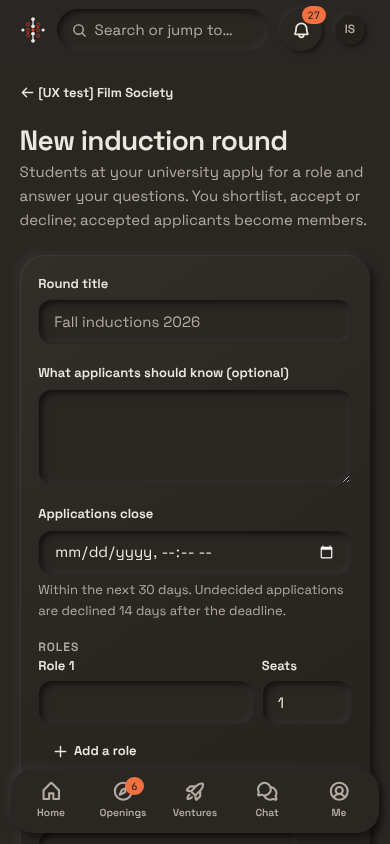 Search or jump to...
27
IS
← [UX test] Film Society
New induction round
Students at your university apply for a role and
answer your questions. You shortlist, accept or
decline; accepted applicants become members.
Round title
Fall inductions 2026
What applicants should know (optional)
Applications close
mm/dd/yyyy, --:-- --
Within the next 30 days. Undecided applications
are declined 14 days after the deadline.
ROLES
Role 1 Seats
1
+ Add a role
6
Home Openings Ventures Chat Me